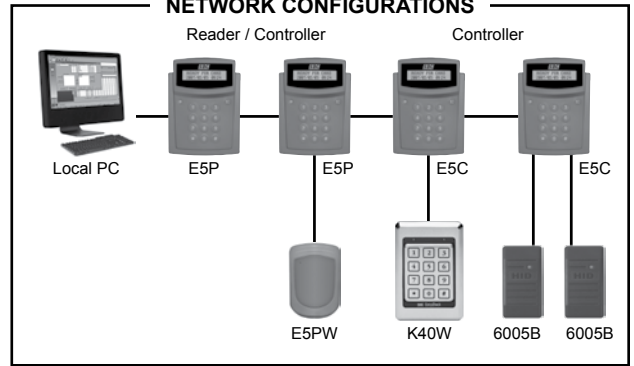 NETWORK CONFIGURATIONS
Reader / Controller
Controller
Local PC
E5P
E5P
E5C
E5C
E5PW
K40W
6005B
6005B